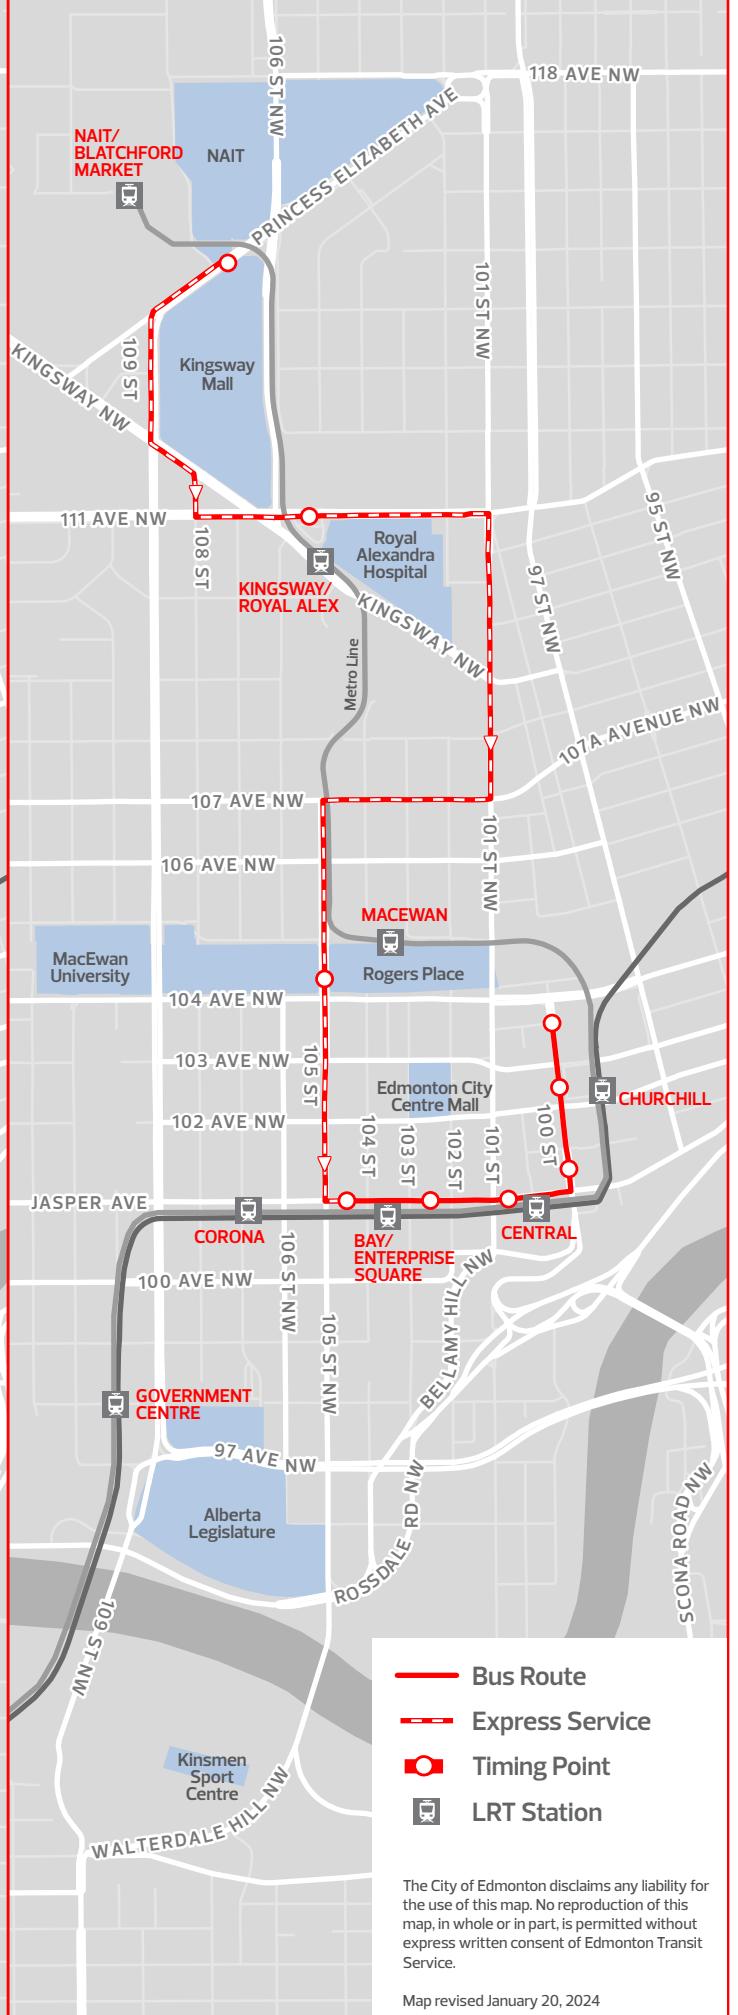 106 ST NW
118 AVE NW
NAIT/
BLATCHFORD
MARKET
NAIT
PRINCESS ELIZABETH AVE
101 ST NW
KINGSWAY NW
109 ST
Kingsway
Mall
111 AVE NW
108 ST
Royal
Alexandra
Hospital
95 ST NW
97 ST NW
KINGSWAY/
ROYAL ALEX
KINGSWAY NW
Metro Line
107A AVENUE NW
107 AVE NW
101 ST NW
106 AVE NW
MACEWAN
MacEwan
University
Rogers Place
104 AVE NW
103 AVE NW
105 ST
Edmonton City
Centre Mall
CHURCHILL
102 AVE NW
104 ST
103 ST
102 ST
101 ST
100 ST
JASPER AVE
CORONA
BAY/
ENTERPRISE
SQUARE
CENTRAL
106 ST NW
100 AVE NW
BELLAMY HILL NW
105 ST NW
GOVERNMENT
CENTRE
97 AVE NW
Alberta
Legislature
ROSSDALE RD NW
SCONA ROAD NW
109 ST NW
Kinsmen
Sport
Centre
WALTERDALE HILL NW
Bus Route
Express Service
Timing Point
LRT Station
The City of Edmonton disclaims any liability for
the use of this map. No reproduction of this
map, in whole or in part, is permitted without
express written consent of Edmonton Transit
Service.
Map revised January 20, 2024